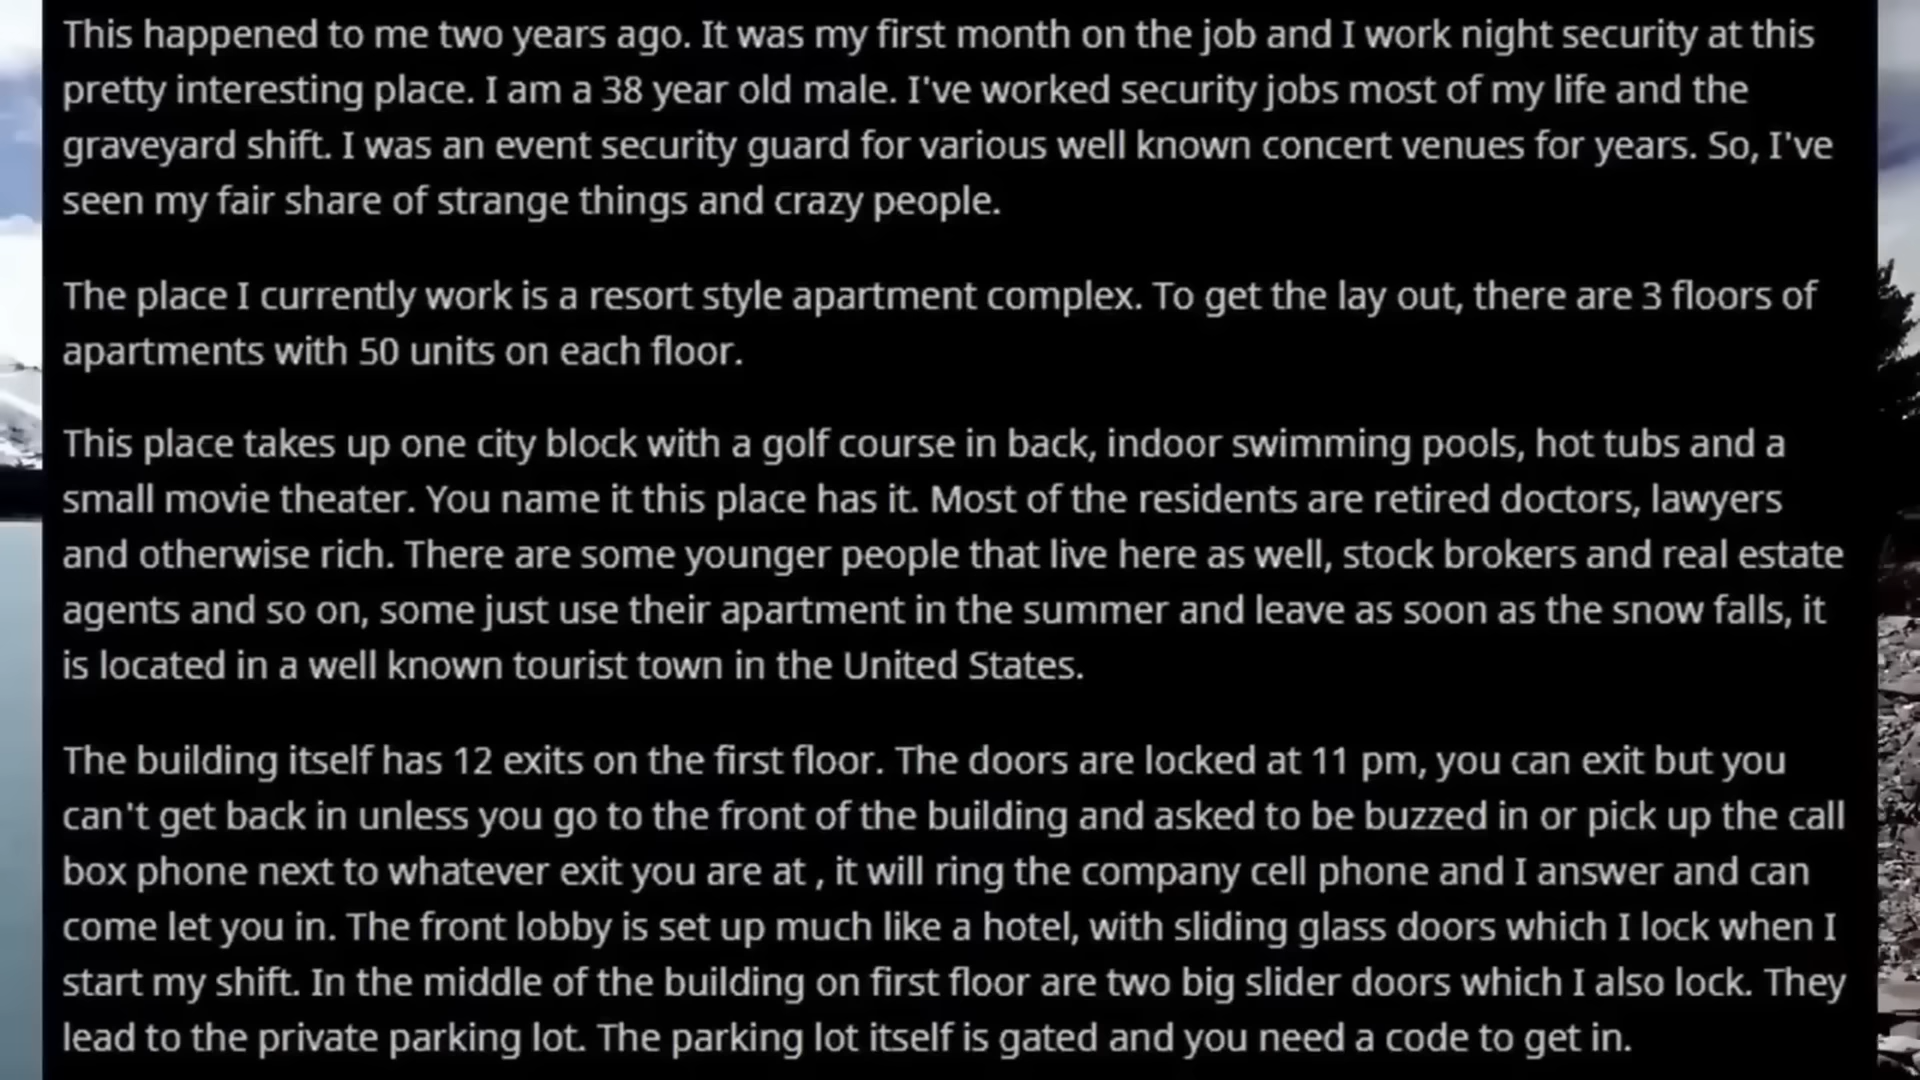 This happened to me two years ago. It was my first month on the job and I work night security at this
pretty interesting place. I am a 38 year old male. I've worked security jobs most of my life and the
graveyard shift. I was an event security guard for various well known concert venues for years. So, I've
seen my fair share of strange things and crazy people.
The place I currently work is a resort style apartment complex. To get the lay out, there are 3 floors of
apartments with 50 units on each floor.
This place takes up one city block with a golf course in back, indoor swimming pools, hot tubs and a
small movie theater. You name it this place has it. Most of the residents are retired doctors, lawyers
and otherwise rich. There are some younger people that live here as well, stock brokers and real estate
agents and so on, some just use their apartment in the summer and leave as soon as the snow falls, it
is located in a well known tourist town in the United States.
The building itself has 12 exits on the first floor. The doors are locked at 11 pm, you can exit but you
can't get back in unless you go to the front of the building and asked to be buzzed in or pick up the call
box phone next to whatever exit you are at , it will ring the company cell phone and I answer and can
come let you in. The front lobby is set up much like a hotel, with sliding glass doors which I lock when I
start my shift. In the middle of the building on first floor are two big slider doors which I also lock. They
lead to the private parking lot. The parking lot itself is gated and you need a code to get in.